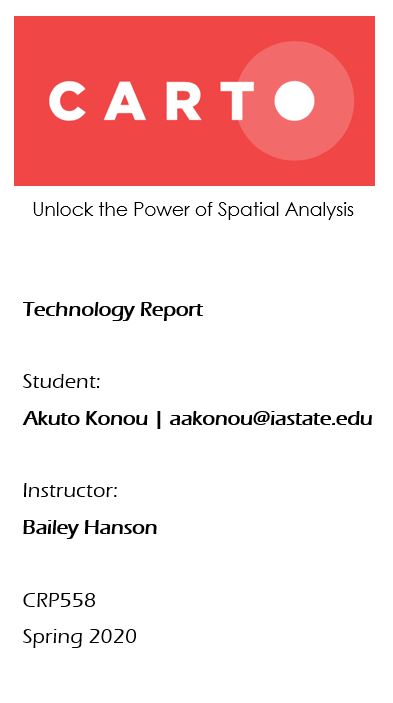 CARTO
Unlock the Power of Spatial Analysis
Technology Report
Student:
Akuto Konou | aakonou@iastate.edu
Instructor:
Bailey Hanson
CRP558
Spring 2020